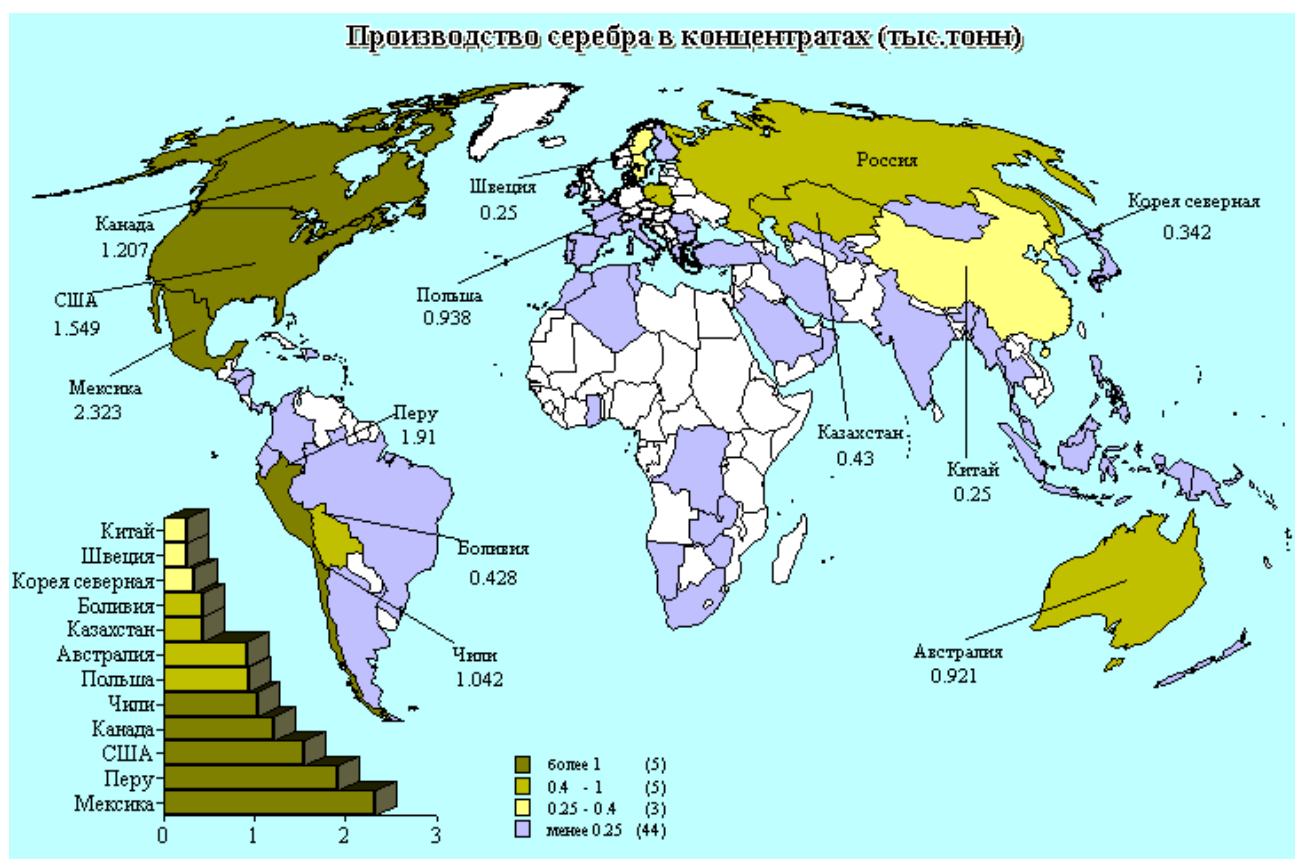 Производство серебра в концентратах (тыс.тонн)
Россия
Швеция
0.25
Корея северная
0.342
Канада
1.207
США
1.549
Польша
0.938
Мексика
2.323
Перу
1.91
Казахстан
0.43
Китай
0.25
Боливия
0.428
Чили
1.042
Австралия
0.921
Китай
Швеция
Корея северная
Боливия
Казахстан
Австралия
Польша
Чили
Канада
США
Перу
Мексика
0 1 2 3
более 1 (5)
0.4 - 1 (5)
0.25 - 0.4 (3)
менее 0.25 (44)